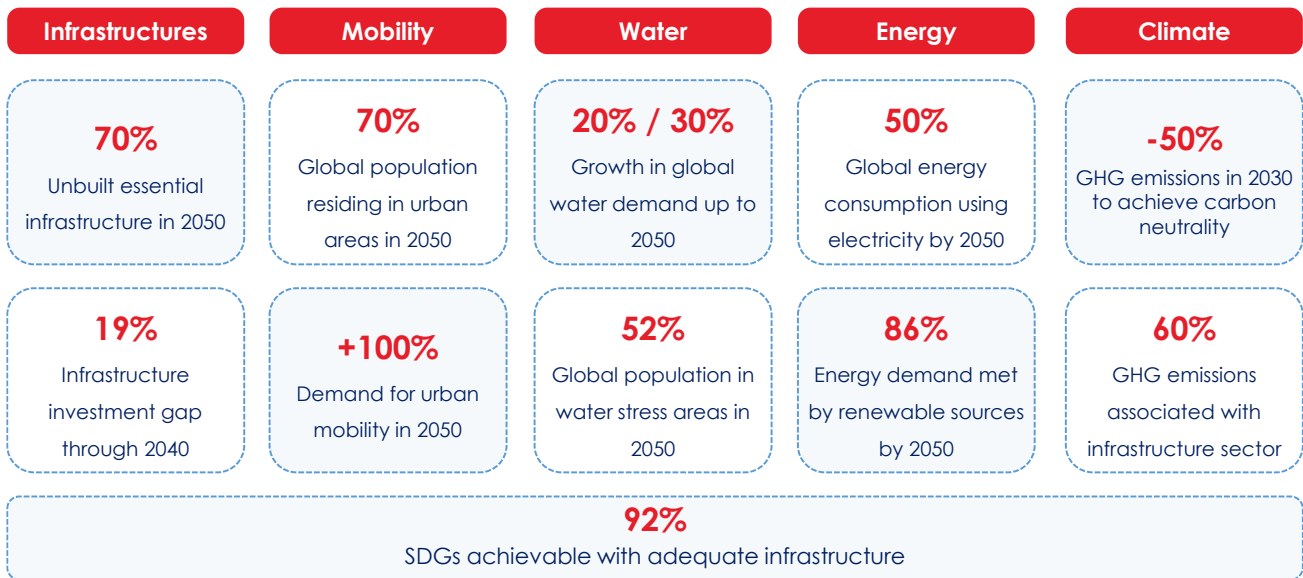 Infrastructures
Mobility
Water
Energy
Climate
70%
Unbuilt essential
infrastructure in 2050
70%
Global population
residing in urban
areas in 2050
20% / 30%
Growth in global
water demand up to
2050
50%
Global energy
consumption using
electricity by 2050
-50%
GHG emissions in 2030
to achieve carbon
neutrality
19%
Infrastructure
investment gap
through 2040
+100%
Demand for urban
mobility in 2050
52%
Global population in
water stress areas in
2050
86%
Energy demand met
by renewable sources
by 2050
60%
GHG emissions
associated with
infrastructure sector
92%
SDGs achievable with adequate infrastructure